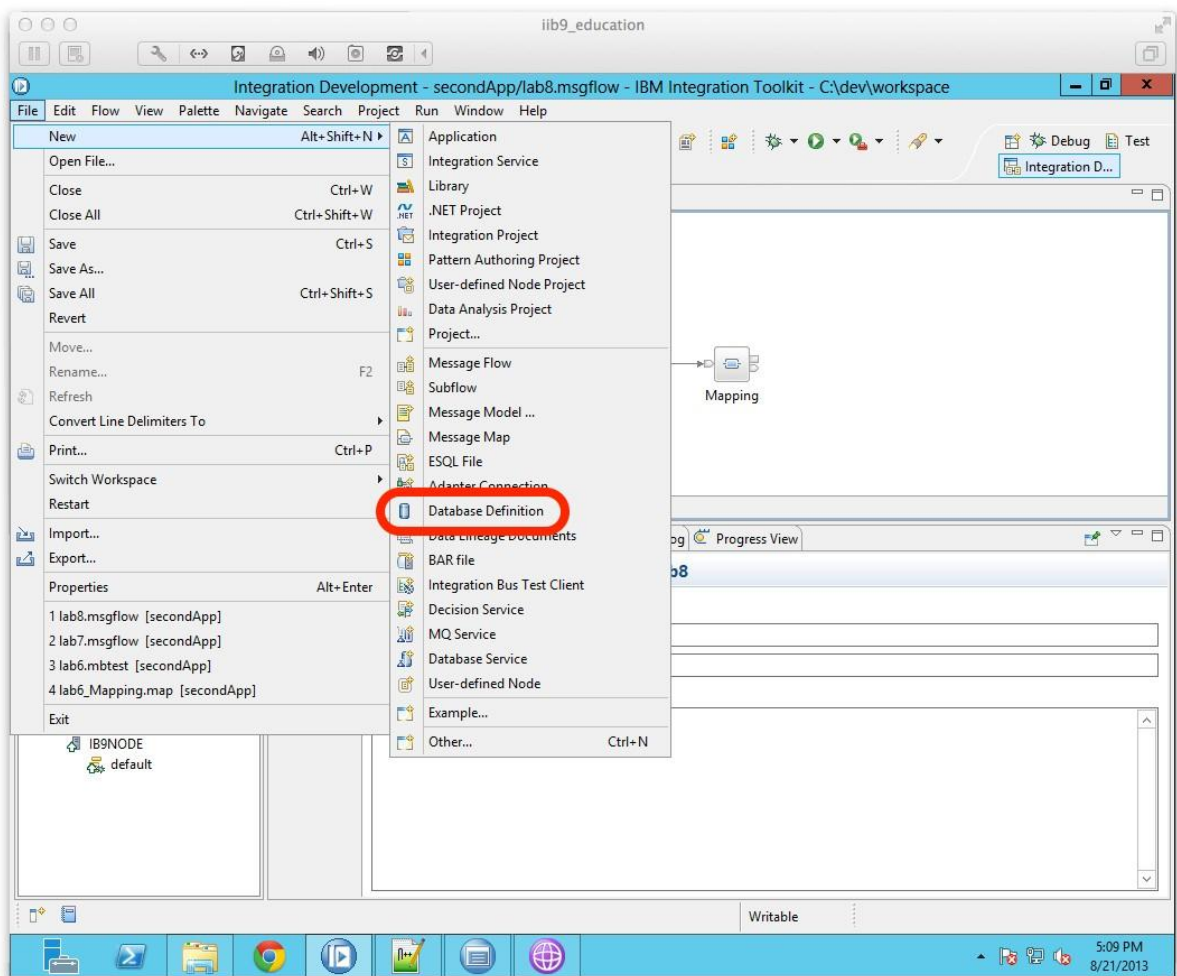 iib9_education
Integration Development - secondApp/lab8.msgflow - IBM Integration Toolkit - C:\dev\workspace
File Edit Flow View Palette Navigate Search Project Run Window Help
New Alt+Shift+N
Open File...
Close Ctrl+W
Close All Ctrl+Shift+W
Save Ctrl+S
Save As...
Save All Ctrl+Shift+S
Revert
Move...
Rename... F2
Refresh
Convert Line Delimiters To
Print... Ctrl+P
Switch Workspace
Restart
Import...
Export...
Properties Alt+Enter
1 lab8.msgflow [secondApp]
2 lab7.msgflow [secondApp]
3 lab6.mbtest [secondApp]
4 lab6_Mapping.map [secondApp]
Exit
Application
Integration Service
Library
.NET Project
Integration Project
Pattern Authoring Project
User-defined Node Project
Data Analysis Project
Project...
Message Flow
Subflow
Message Model ...
Message Map
ESQL File
Adapter Connection
Database Definition
Data Lineage Documents
BAR file
Integration Bus Test Client
Decision Service
MQ Service
Database Service
User-defined Node
Example...
Other... Ctrl+N
Debug Test
Integration D...
Mapping
og Progress View
b8
IB9NODE
default
Writable
5:09 PM
8/21/2013